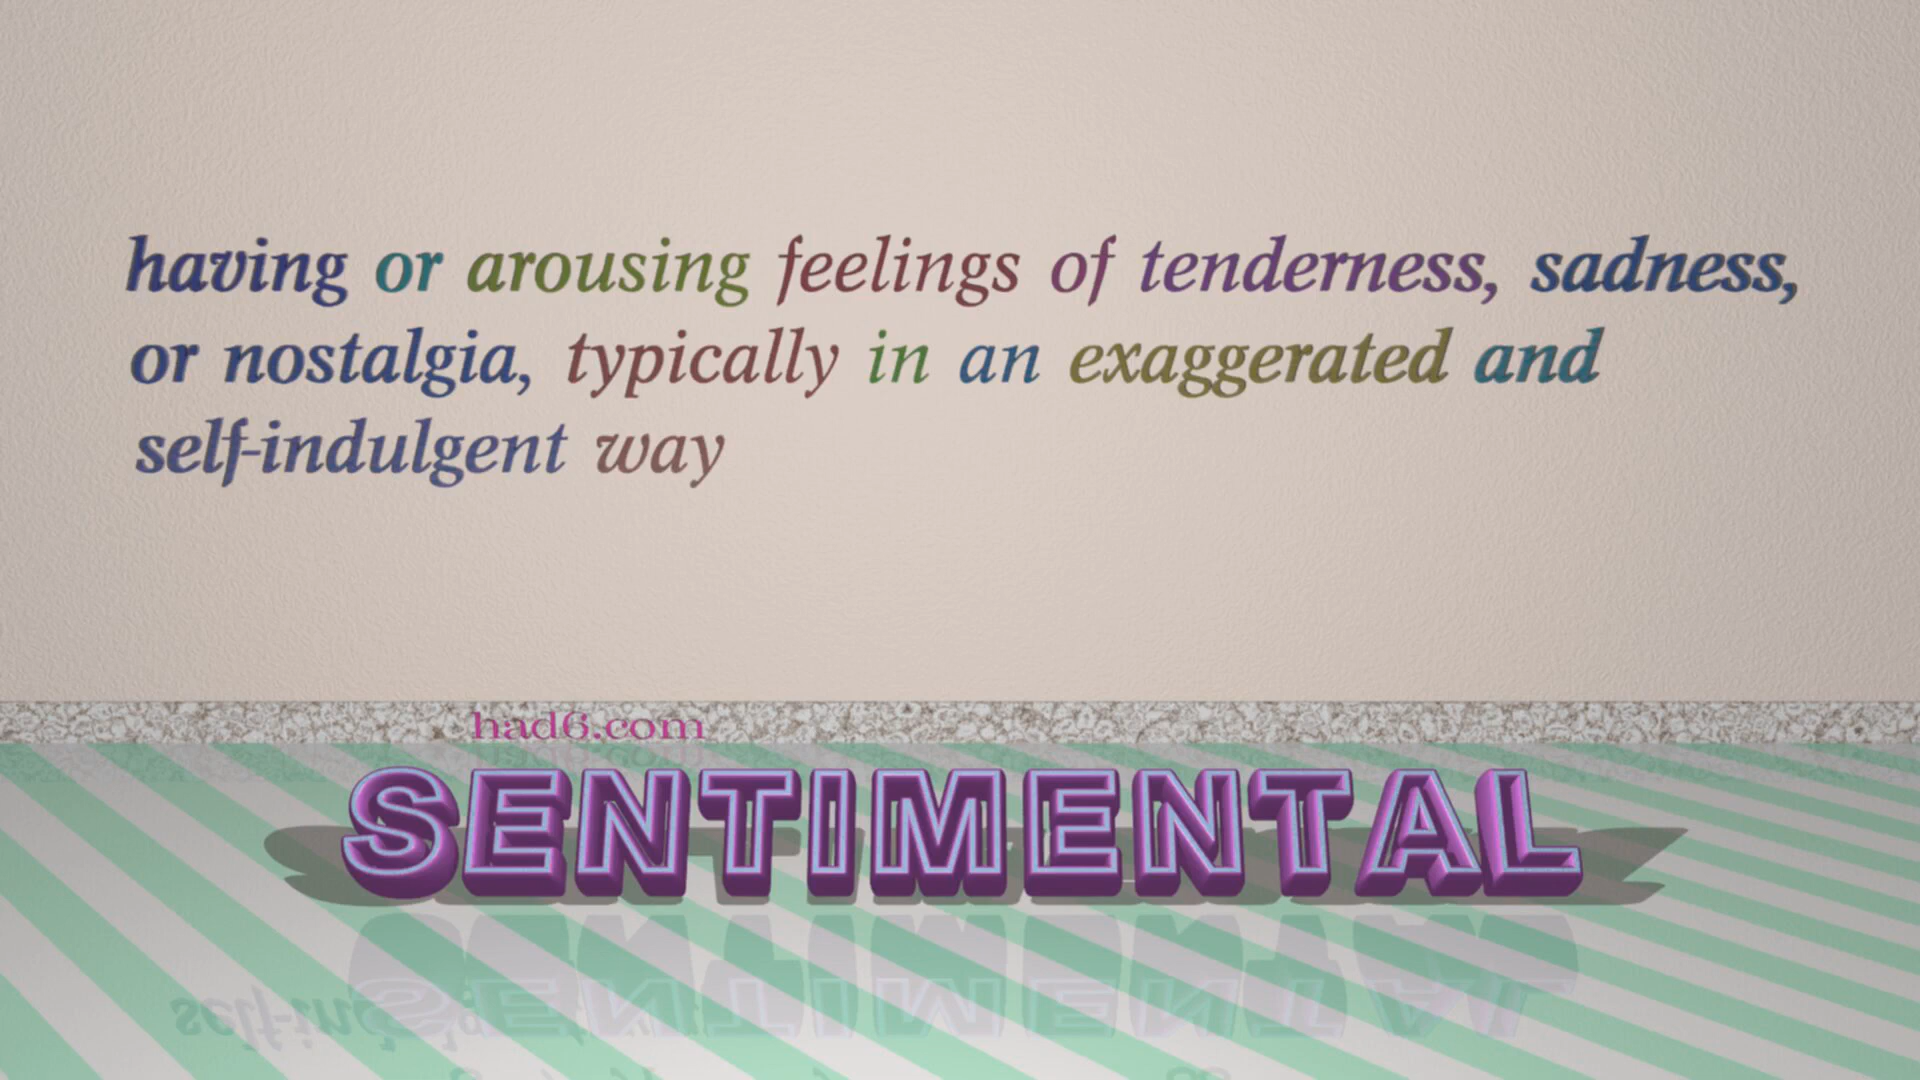 having or arousing feelings of tenderness, sadness,
or nostalgia, typically in an exaggerated and
self-indulgent way
had6.com
SENTIMENTAL